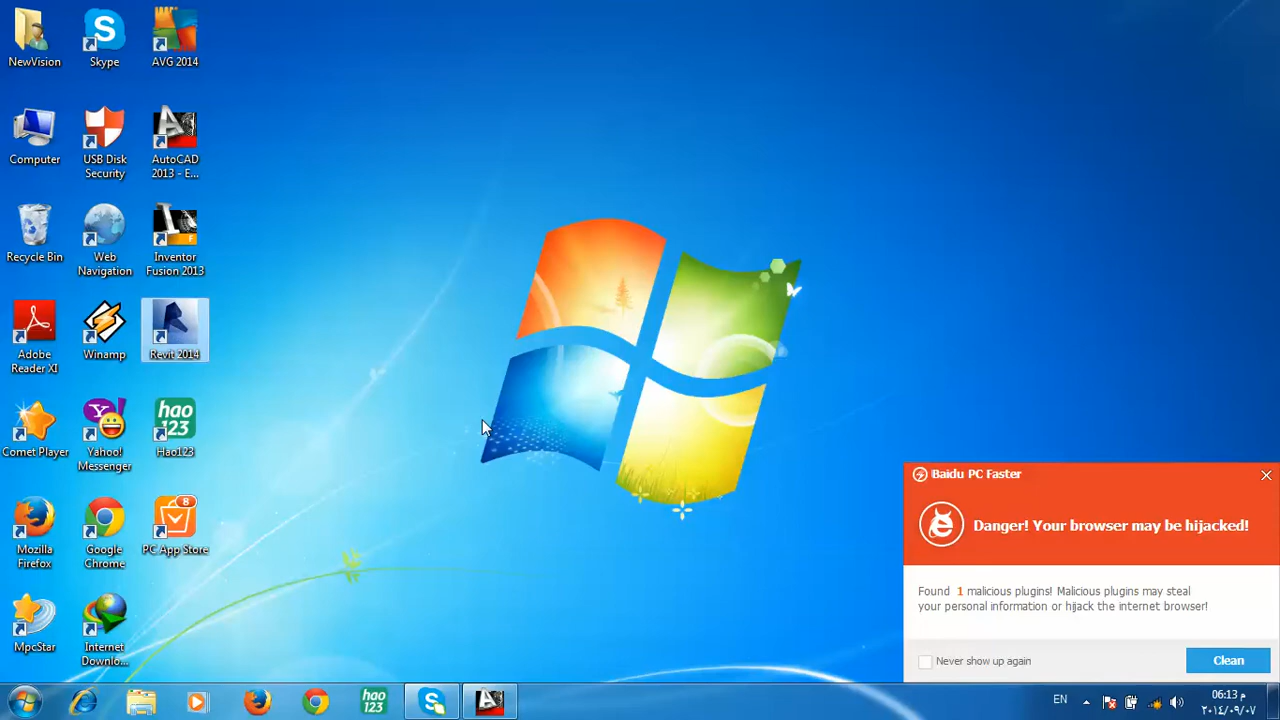 NewVision
Skype
AVG 2014
Computer
USB Disk
Security
AutoCAD
2013 - E...
Recycle Bin
Web
Navigation
Inventor
Fusion 2013
Adobe
Reader XI
Winamp
Revit 2014
Comet Player
Yahoo!
Messenger
hao
123
Hao123
Mozilla
Firefox
Google
Chrome
8
PC App Store
MpcStar
Internet
Downlo...
Baidu PC Faster
Danger! Your browser may be hijacked!
Found 1 malicious plugins! Malicious plugins may steal
your personal information or hijack the internet browser!
Never show up again
Clean
hao
123
EN
06:13 م
٢٠١٤/٠٩/٠٧